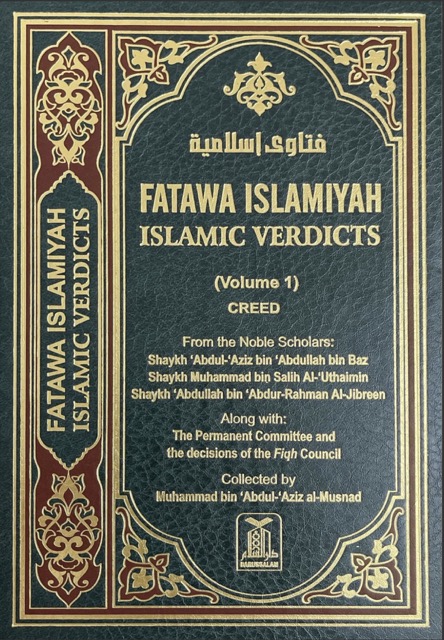 فتاوى إسلامية
FATAWA ISLAMIYAH
ISLAMIC VERDICTS
(Volume 1)
CREED
From the Noble Scholars:
Shaykh ‘Abdul-‘Aziz bin ‘Abdullah bin Baz
Shaykh Muhammad bin Salih Al-‘Uthaimin
Shaykh ‘Abdullah bin ‘Abdur-Rahman Al-Jibreen
Along with:
The Permanent Committee and
the decisions of the Fiqh Council
Collected by
Muhammad bin ‘Abdul-‘Aziz al-Musnad
دار السلام
DARUSSALAM
FATAWA ISLAMIYAH
ISLAMIC VERDICTS